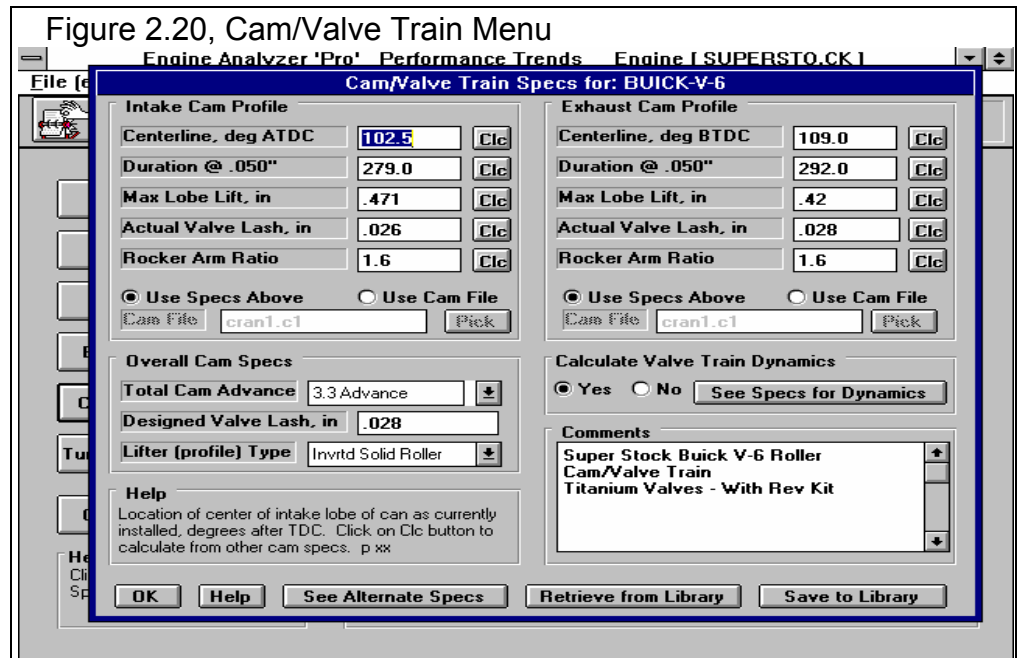 Figure 2.20, Cam/Valve Train Menu
Engine Analyzer 'Pro' Performance Trends Engine [ SUPERSTO.CK ]
File (e
Cam/Valve Train Specs for: BUICK-V-6
Intake Cam Profile
Centerline, deg ATDC 102.5 Clc
Duration @ .050" 279.0 Clc
Max Lobe Lift, in .471 Clc
Actual Valve Lash, in .026 Clc
Rocker Arm Ratio 1.6 Clc
Use Specs Above Use Cam File
Cam File cran1.c1 Pick
Exhaust Cam Profile
Centerline, deg BTDC 109.0 Clc
Duration @ .050" 292.0 Clc
Max Lobe Lift, in .42 Clc
Actual Valve Lash, in .028 Clc
Rocker Arm Ratio 1.6 Clc
Use Specs Above Use Cam File
Cam File cran1.c1 Pick
Overall Cam Specs
Total Cam Advance 3.3 Advance
Designed Valve Lash, in .028
Lifter (profile) Type Invrtd Solid Roller
Calculate Valve Train Dynamics
Yes No See Specs for Dynamics
Comments
Super Stock Buick V-6 Roller
Cam/Valve Train
Titanium Valves - With Rev Kit
Help
Location of center of intake lobe of can as currently
installed, degrees after TDC. Click on Clc button to
calculate from other cam specs. p xx
OK Help See Alternate Specs Retrieve from Library Save to Library
Tu
He
Cli
Sp